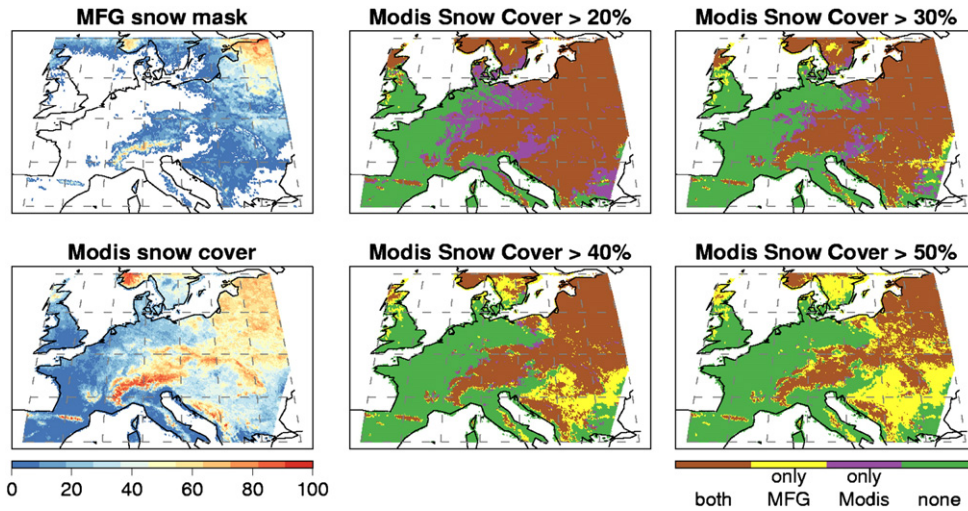 MFG snow mask
Modis Snow Cover > 20%
Modis Snow Cover > 30%
Modis snow cover
Modis Snow Cover > 40%
Modis Snow Cover > 50%
0 20 40 60 80 100
only only
both MFG Modis none